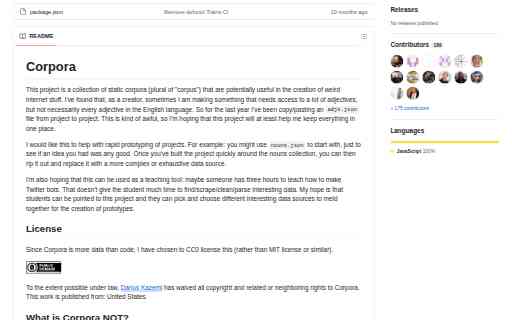 package.json Remove defunct Travis CI 10 months ago
README
Corpora
This project is a collection of static corpora (plural of "corpus") that are potentially useful in the creation of weird
internet stuff. I've found that, as a creator, sometimes I am making something that needs access to a lot of adjectives,
but not necessarily every adjective in the English language. So for the last year I've been copy/pasting an adjs.json
file from project to project. This is kind of awful, so I'm hoping that this project will at least help me keep everything in
one place.
I would like this to help with rapid prototyping of projects. For example: you might use nouns.json to start with, just to
see if an idea you had was any good. Once you've built the project quickly around the nouns collection, you can then
rip it out and replace it with a more complex or exhaustive data source.
I'm also hoping that this can be used as a teaching tool: maybe someone has three hours to teach how to make
Twitter bots. That doesn't give the student much time to find/scrape/clean/parse interesting data. My hope is that
students can be pointed to this project and they can pick and choose different interesting data sources to meld
together for the creation of prototypes.
License
Since Corpora is more data than code, I have chosen to CC0 license this (rather than MIT license or similar).
PUBLIC
DOMAIN
To the extent possible under law, Darius Kazemi has waived all copyright and related or neighboring rights to Corpora.
This work is published from: United States.
What is Corpora NOT?
Releases
No releases published
Contributors
+ 175 contributors
Languages
JavaScript 100%